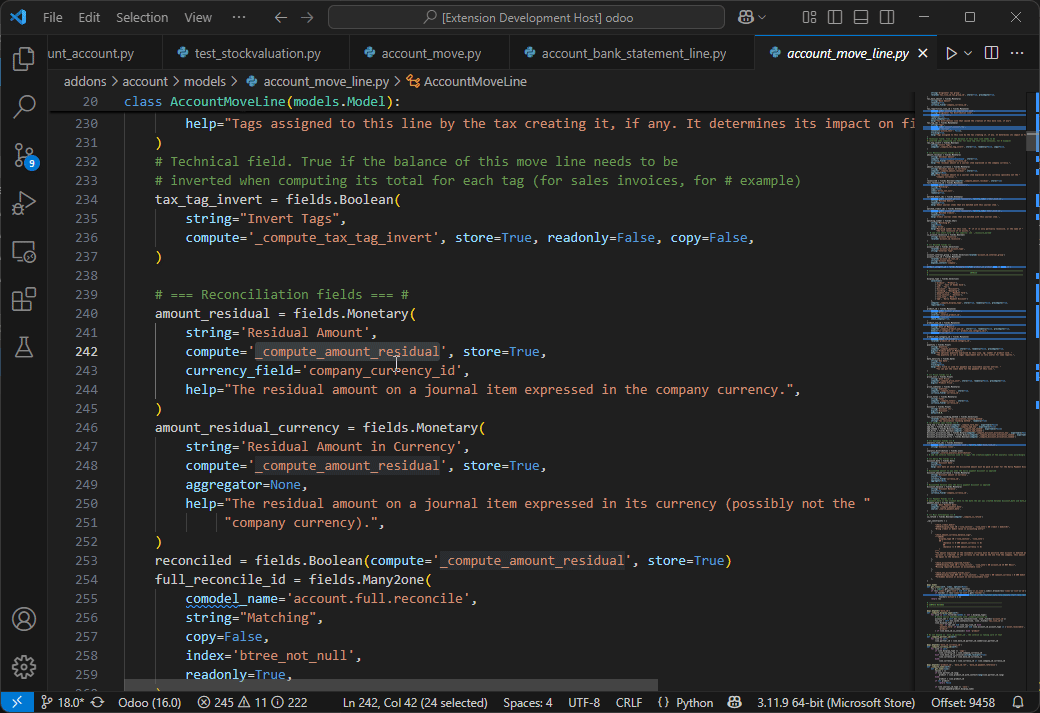 File Edit Selection View ··· [Extension Development Host] odoo
unt_account.py test_stockvaluation.py account_move.py account_bank_statement_line.py account_move_line.py
addons > account > models > account_move_line.py > AccountMoveLine
20 class AccountMoveLine(models.Model):
230 help="Tags assigned to this line by the tax creating it, if any. It determines its impact on fi
231 )
232 # Technical field. True if the balance of this move line needs to be
233 # inverted when computing its total for each tag (for sales invoices, for # example)
234 tax_tag_invert = fields.Boolean(
235 string="Invert Tags",
236 compute='_compute_tax_tag_invert', store=True, readonly=False, copy=False,
237 )
238
239 # === Reconciliation fields === #
240 amount_residual = fields.Monetary(
241 string='Residual Amount',
242 compute='_compute_amount_residual', store=True,
243 currency_field='company_currency_id',
244 help="The residual amount on a journal item expressed in the company currency.",
245 )
246 amount_residual_currency = fields.Monetary(
247 string='Residual Amount in Currency',
248 compute='_compute_amount_residual', store=True,
249 aggregator=None,
250 help="The residual amount on a journal item expressed in its currency (possibly not the "
251 "company currency).",
252 )
253 reconciled = fields.Boolean(compute='_compute_amount_residual', store=True)
254 full_reconcile_id = fields.Many2one(
255 comodel_name='account.full.reconcile',
256 string="Matching",
257 copy=False,
258 index='btree_not_null',
259 readonly=True,
9
18.0* Odoo (16.0) 245 11 222 Ln 242, Col 42 (24 selected) Spaces: 4 UTF-8 CRLF {} Python 3.11.9 64-bit (Microsoft Store) Offset: 9458